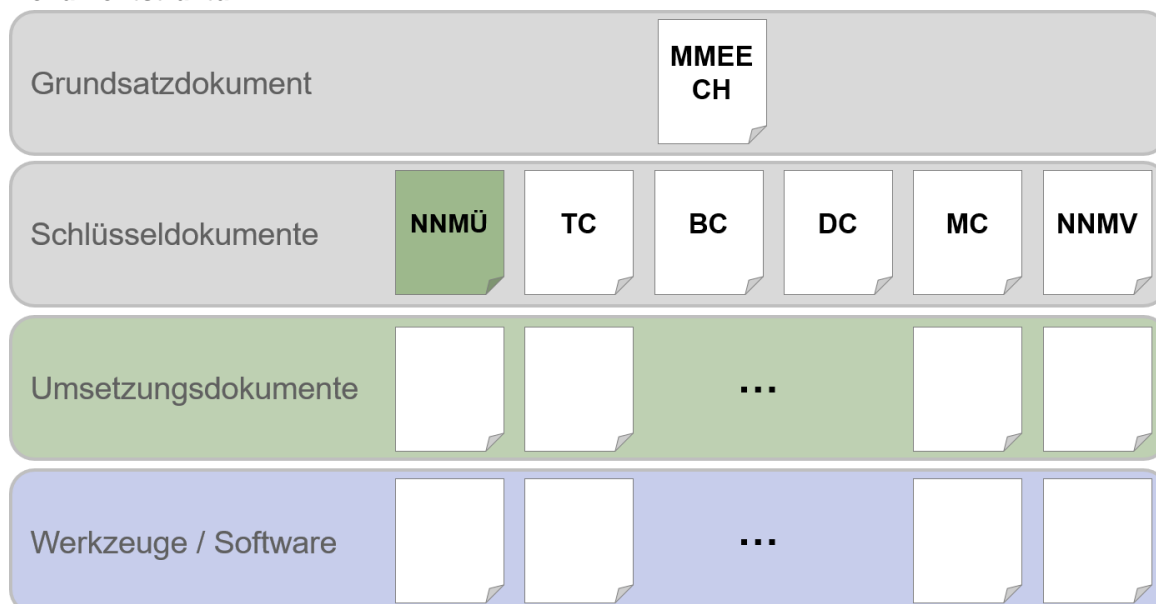 Grundsatzdokument
MMEE
CH
Schlüsseldokumente
NNMÜ
TC
BC
DC
MC
NNMV
Umsetzungsdokumente
...
Werkzeuge / Software
...